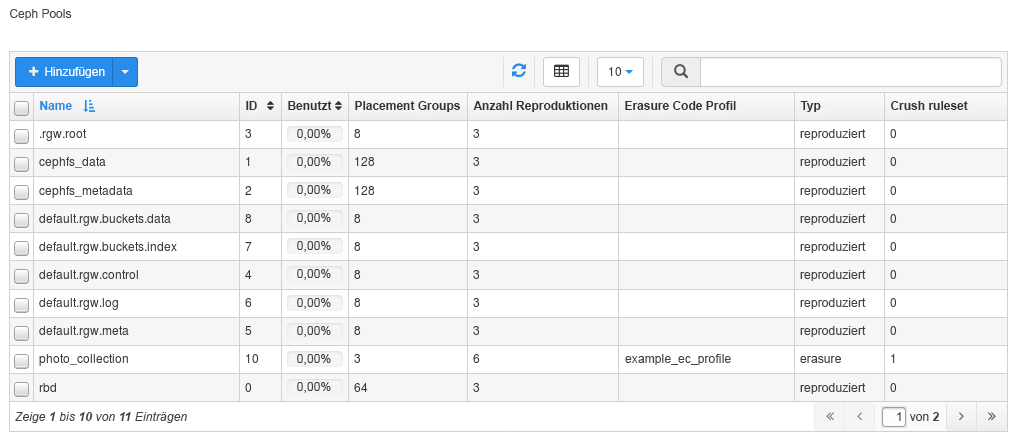 Ceph Pools
+ Hinzufügen
10
Name ID Benutzt Placement Groups Anzahl Reproduktionen Erasure Code Profil Typ Crush ruleset
.rgw.root 3 0,00% 8 3 reproduziert 0
cephfs_data 1 0,00% 128 3 reproduziert 0
cephfs_metadata 2 0,00% 128 3 reproduziert 0
default.rgw.buckets.data 8 0,00% 8 3 reproduziert 0
default.rgw.buckets.index 7 0,00% 8 3 reproduziert 0
default.rgw.control 4 0,00% 8 3 reproduziert 0
default.rgw.log 6 0,00% 8 3 reproduziert 0
default.rgw.meta 5 0,00% 8 3 reproduziert 0
photo_collection 10 0,00% 3 6 example_ec_profile erasure 1
rbd 0 0,00% 64 3 reproduziert 0
Zeige 1 bis 10 von 11 Einträgen « ‹ 1 von 2 › »